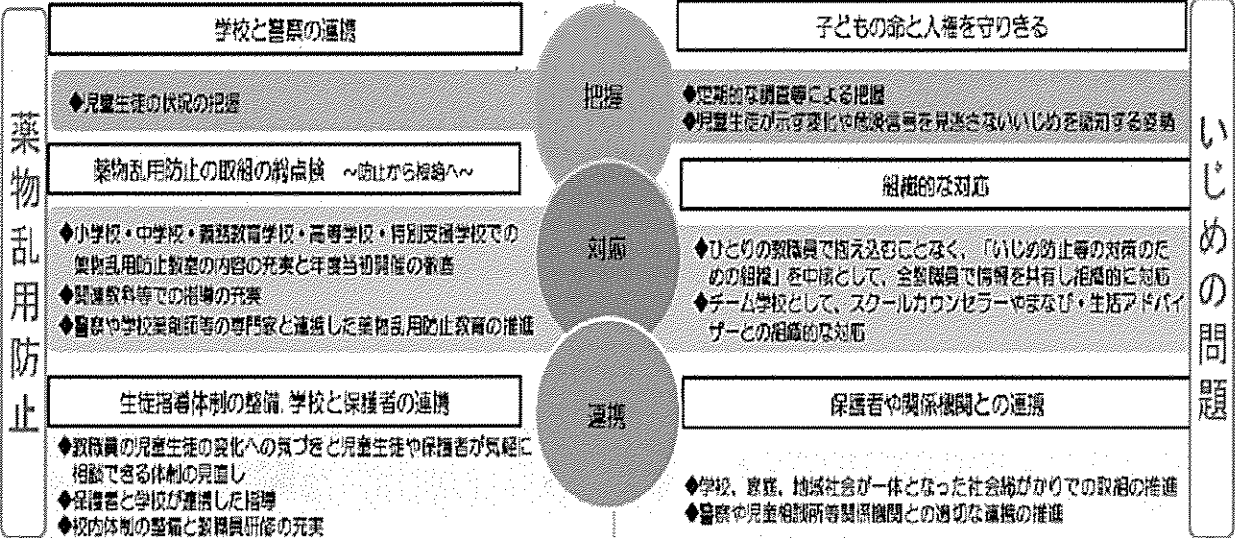 薬物乱用防止
学校と警察の連携
◆児童生徒の状況の把握
薬物乱用防止の取組の総点検 ～防止から根絶へ～
◆小学校・中学校・義務教育学校・高等学校・特別支援学校での
薬物乱用防止教室の内容の充実と年度当初開催の徹底
◆関連教科等での指導の充実
◆警察や学校薬剤師等の専門家と連携した薬物乱用防止教育の推進
生徒指導体制の整備、学校と保護者の連携
◆教職員の児童生徒の変化への気づきと児童生徒や保護者が気軽に
相談できる体制の見直し
◆保護者と学校が連携した指導
◆校内体制の整備と教職員研修の充実
把握
対応
連携
子どもの命と人権を守りきる
◆定期的な調査等による把握
◆児童生徒が示す変化や危険信号を見逃さないいじめを認知する姿勢
組織的な対応
◆ひとりの教職員で抱え込むことなく、「いじめの防止等の対策のた
めの組織」を中核として、全教職員で情報を共有し組織的に対応
◆チーム学校として、スクールカウンセラーやまなび・生活アドバイ
ザーとの組織的な対応
保護者や関係機関との連携
◆学校、家庭、地域社会が一体となった社会総がかりでの取組の推進
◆警察や児童相談所等関係機関との適切な連携の推進
いじめの問題